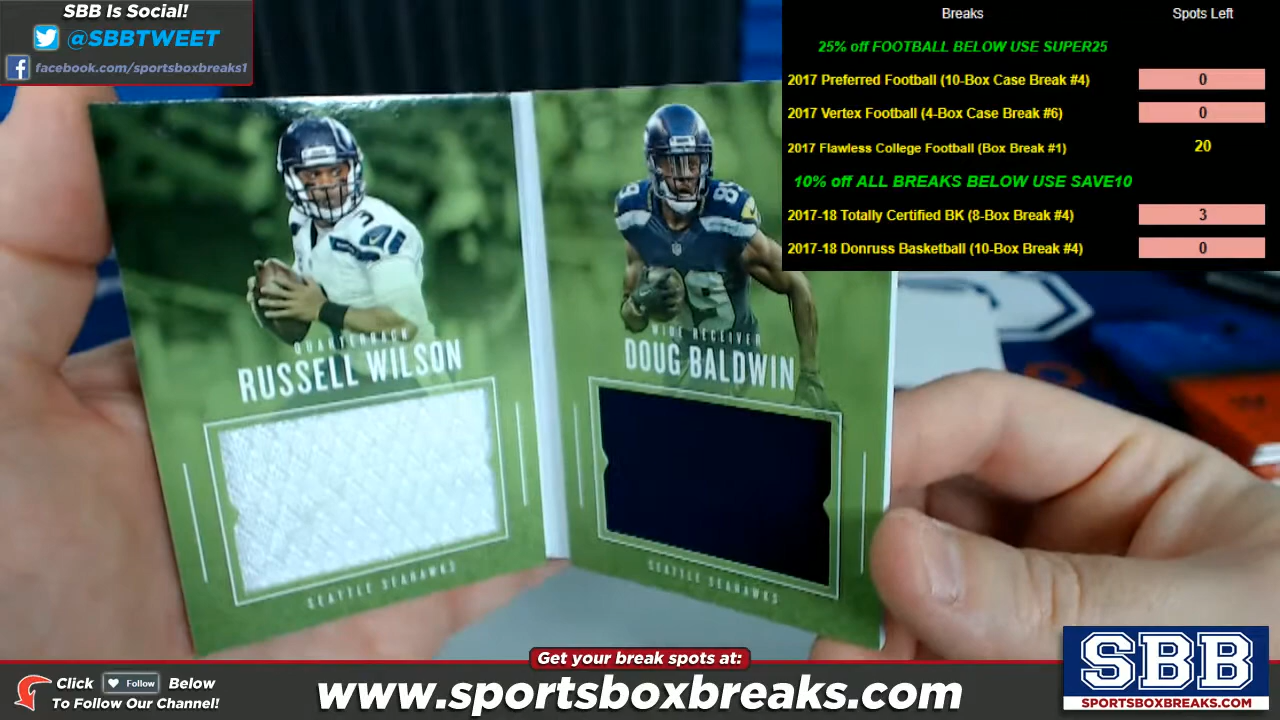 SBB Is Social!
@SBBTWEET
facebook.com/sportsboxbreaks1
Breaks Spots Left
25% off FOOTBALL BELOW USE SUPER25
2017 Preferred Football (10-Box Case Break #4) 0
2017 Vertex Football (4-Box Case Break #6) 0
2017 Flawless College Football (Box Break #1) 20
10% off ALL BREAKS BELOW USE SAVE10
2017-18 Totally Certified BK (8-Box Break #4) 3
2017-18 Donruss Basketball (10-Box Break #4) 0
3
89
89
QUARTERBACK
RUSSELL WILSON
SEATTLE SEAHAWKS
WIDE RECEIVER
DOUG BALDWIN
SEATTLE SEAHAWKS
Get your break spots at:
Click Follow Below
To Follow Our Channel!
www.sportsboxbreaks.com
SBB
SPORTSBOXBREAKS.COM